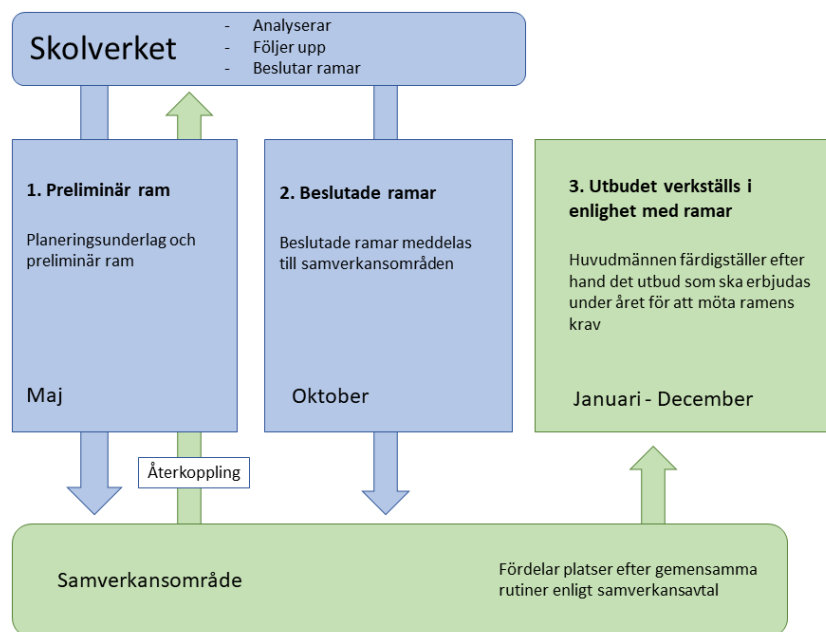 Skolverket
- Analyserar
- Följer upp
- Beslutar ramar
1. Preliminär ram
Planeringsunderlag och
preliminär ram
Maj
2. Beslutade ramar
Beslutade ramar meddelas
till samverkansområden
Oktober
3. Utbudet verkställs i
enlighet med ramar
Huvudmännen färdigställer efter
hand det utbud som ska erbjudas
under året för att möta ramens
krav
Januari - December
Återkoppling
Samverkansområde
Fördelar platser efter gemensamma
rutiner enligt samverkansavtal